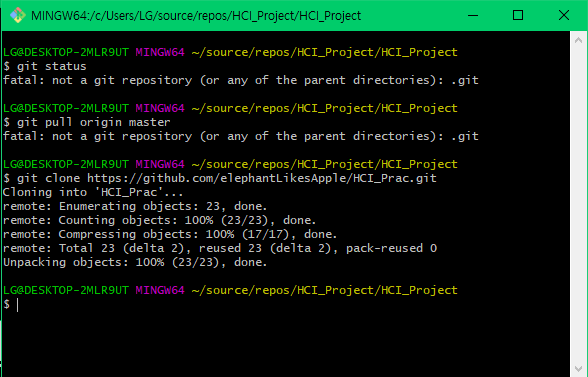 MINGW64:/c/Users/LG/source/repos/HCI_Project/HCI_Project
LG@DESKTOP-2MLR9UT MINGW64 ~/source/repos/HCI_Project/HCI_Project
$ git status
fatal: not a git repository (or any of the parent directories): .git
LG@DESKTOP-2MLR9UT MINGW64 ~/source/repos/HCI_Project/HCI_Project
$ git pull origin master
fatal: not a git repository (or any of the parent directories): .git
LG@DESKTOP-2MLR9UT MINGW64 ~/source/repos/HCI_Project/HCI_Project
$ git clone https://github.com/elephantLikesApple/HCI_Prac.git
Cloning into 'HCI_Prac'...
remote: Enumerating objects: 23, done.
remote: Counting objects: 100% (23/23), done.
remote: Compressing objects: 100% (17/17), done.
remote: Total 23 (delta 2), reused 23 (delta 2), pack-reused 0
Unpacking objects: 100% (23/23), done.
LG@DESKTOP-2MLR9UT MINGW64 ~/source/repos/HCI_Project/HCI_Project
$